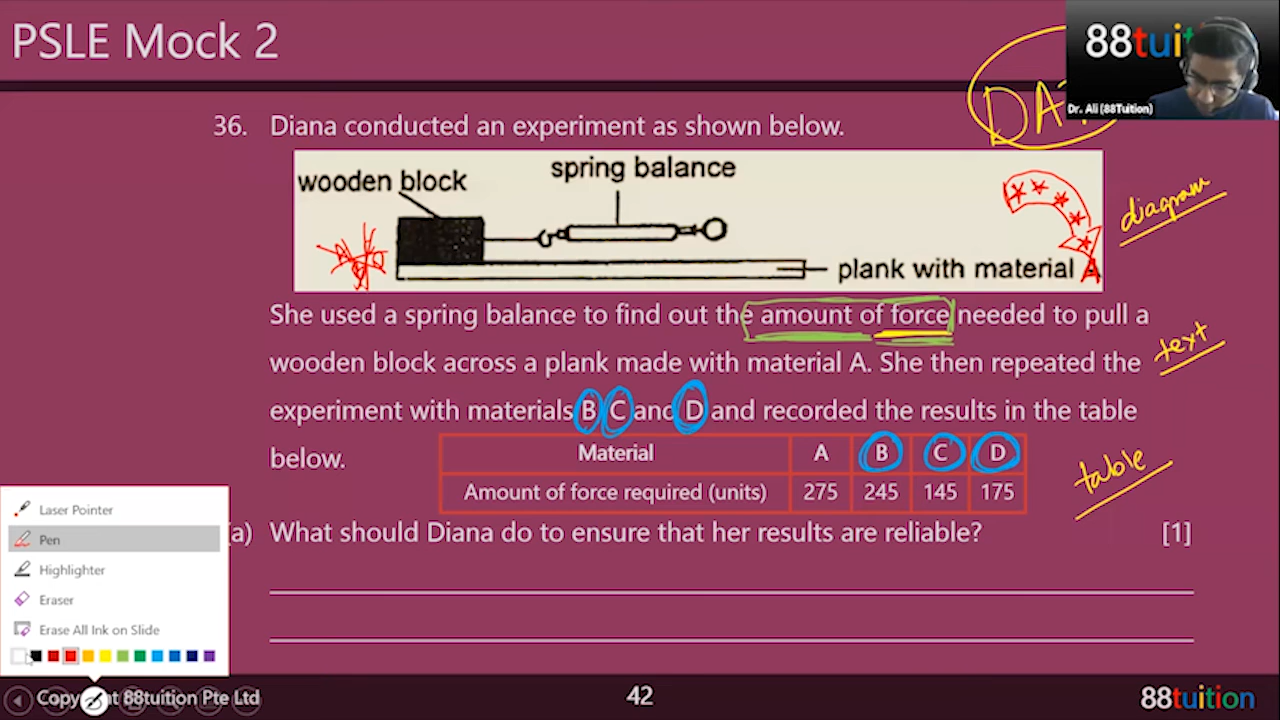 PSLE Mock 2
88tuit
Dr. Ali (88Tuition)
36. Diana conducted an experiment as shown below.
wooden block
spring balance
plank with material A
diagram
She used a spring balance to find out the amount of force needed to pull a
wooden block across a plank made with material A. She then repeated the
text
experiment with materials B C and D and recorded the results in the table
below.
Material A B C D
Amount of force required (units) 275 245 145 175
table
(a) What should Diana do to ensure that her results are reliable? [1]
Laser Pointer
Pen
Highlighter
Eraser
Erase All Ink on Slide
88tuition Pte Ltd
42
88tuition